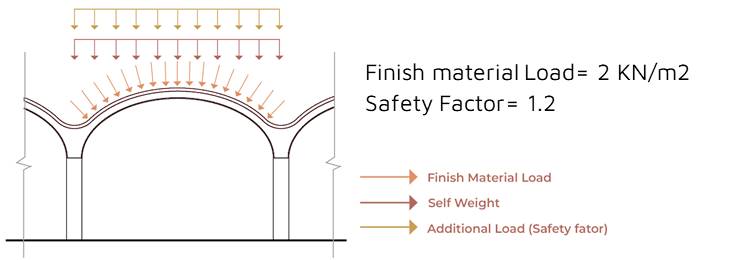 Finish material Load= 2 KN/m2
Safety Factor= 1.2
Finish Material Load
Self Weight
Additional Load (Safety fator)